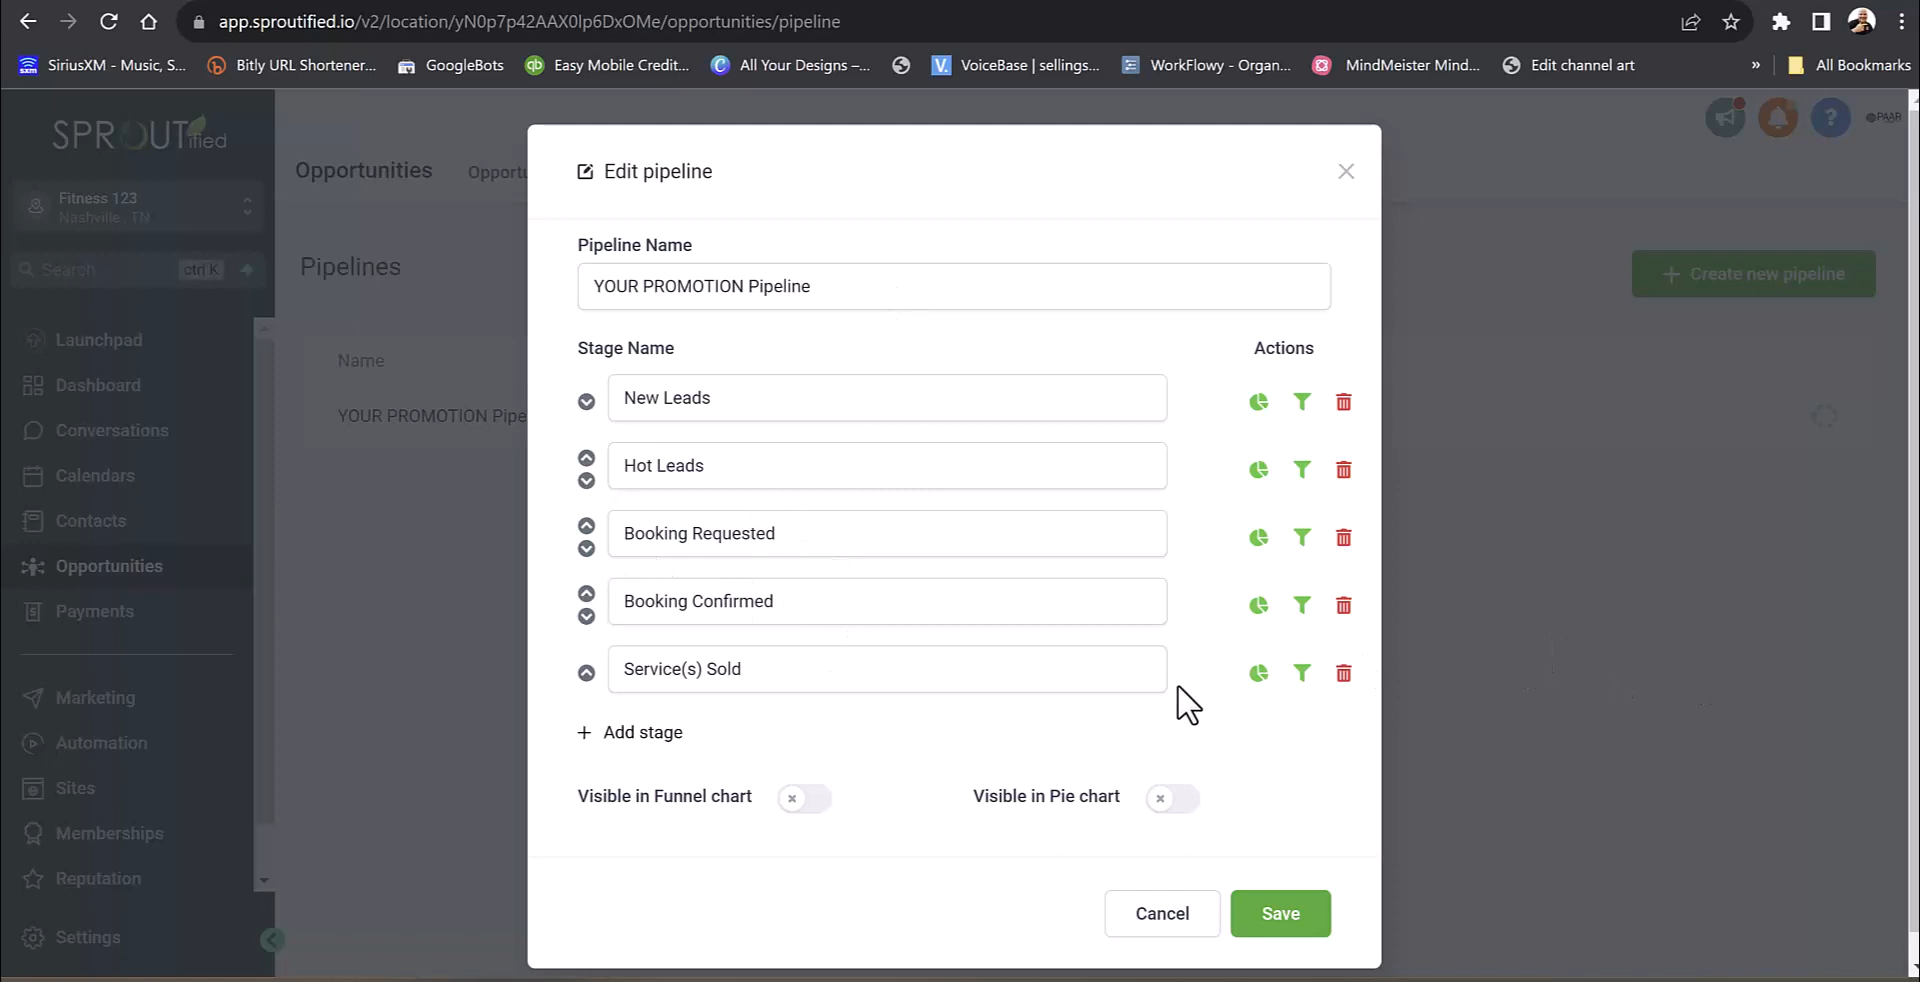 app.sproutified.io/v2/location/yN0p7p42AAX0lp6DxOMe/opportunities/pipeline
SiriusXM - Music, S...
Bitly URL Shortener...
GoogleBots
Easy Mobile Credit...
All Your Designs –...
VoiceBase | sellings...
WorkFlowy - Organ...
MindMeister Mind...
Edit channel art
»
All Bookmarks
SPROUTified
Fitness 123
Nashville, TN
Search
ctrl K
Launchpad
Dashboard
Conversations
Calendars
Contacts
Opportunities
Payments
Marketing
Automation
Sites
Memberships
Reputation
Settings
Opportunities
Opportu
PAAR
Pipelines
+ Create new pipeline
Name
YOUR PROMOTION Pipe
Edit pipeline
Pipeline Name
YOUR PROMOTION Pipeline
Stage Name
Actions
New Leads
Hot Leads
Booking Requested
Booking Confirmed
Service(s) Sold
+ Add stage
Visible in Funnel chart
Visible in Pie chart
Cancel
Save